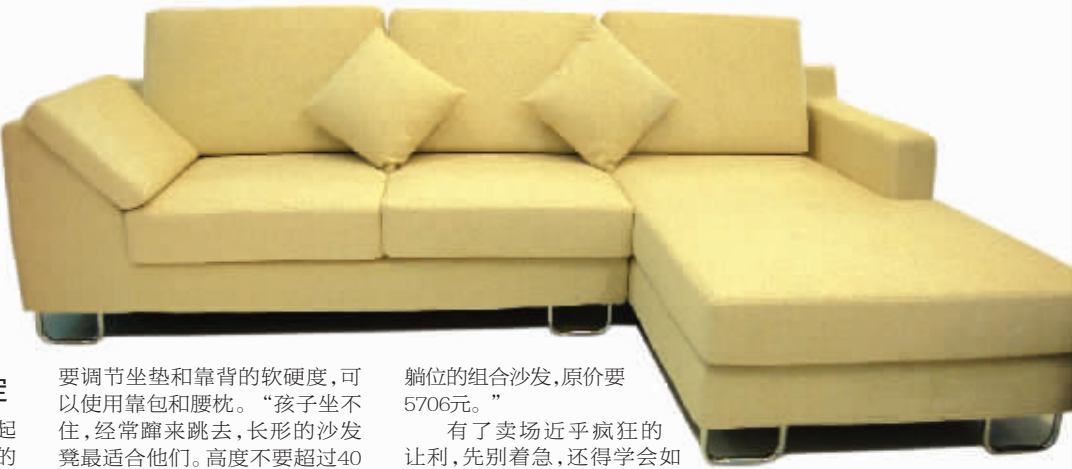 定
起
的
要调节坐垫和靠背的软硬度,可
以使用靠包和腰枕。“孩子坐不
住,经常蹿来跳去,长形的沙发
凳最适合他们。高度不要超过40
躺位的组合沙发,原价要
5706元。”
有了卖场近乎疯狂的
让利,先别着急,还得学会如